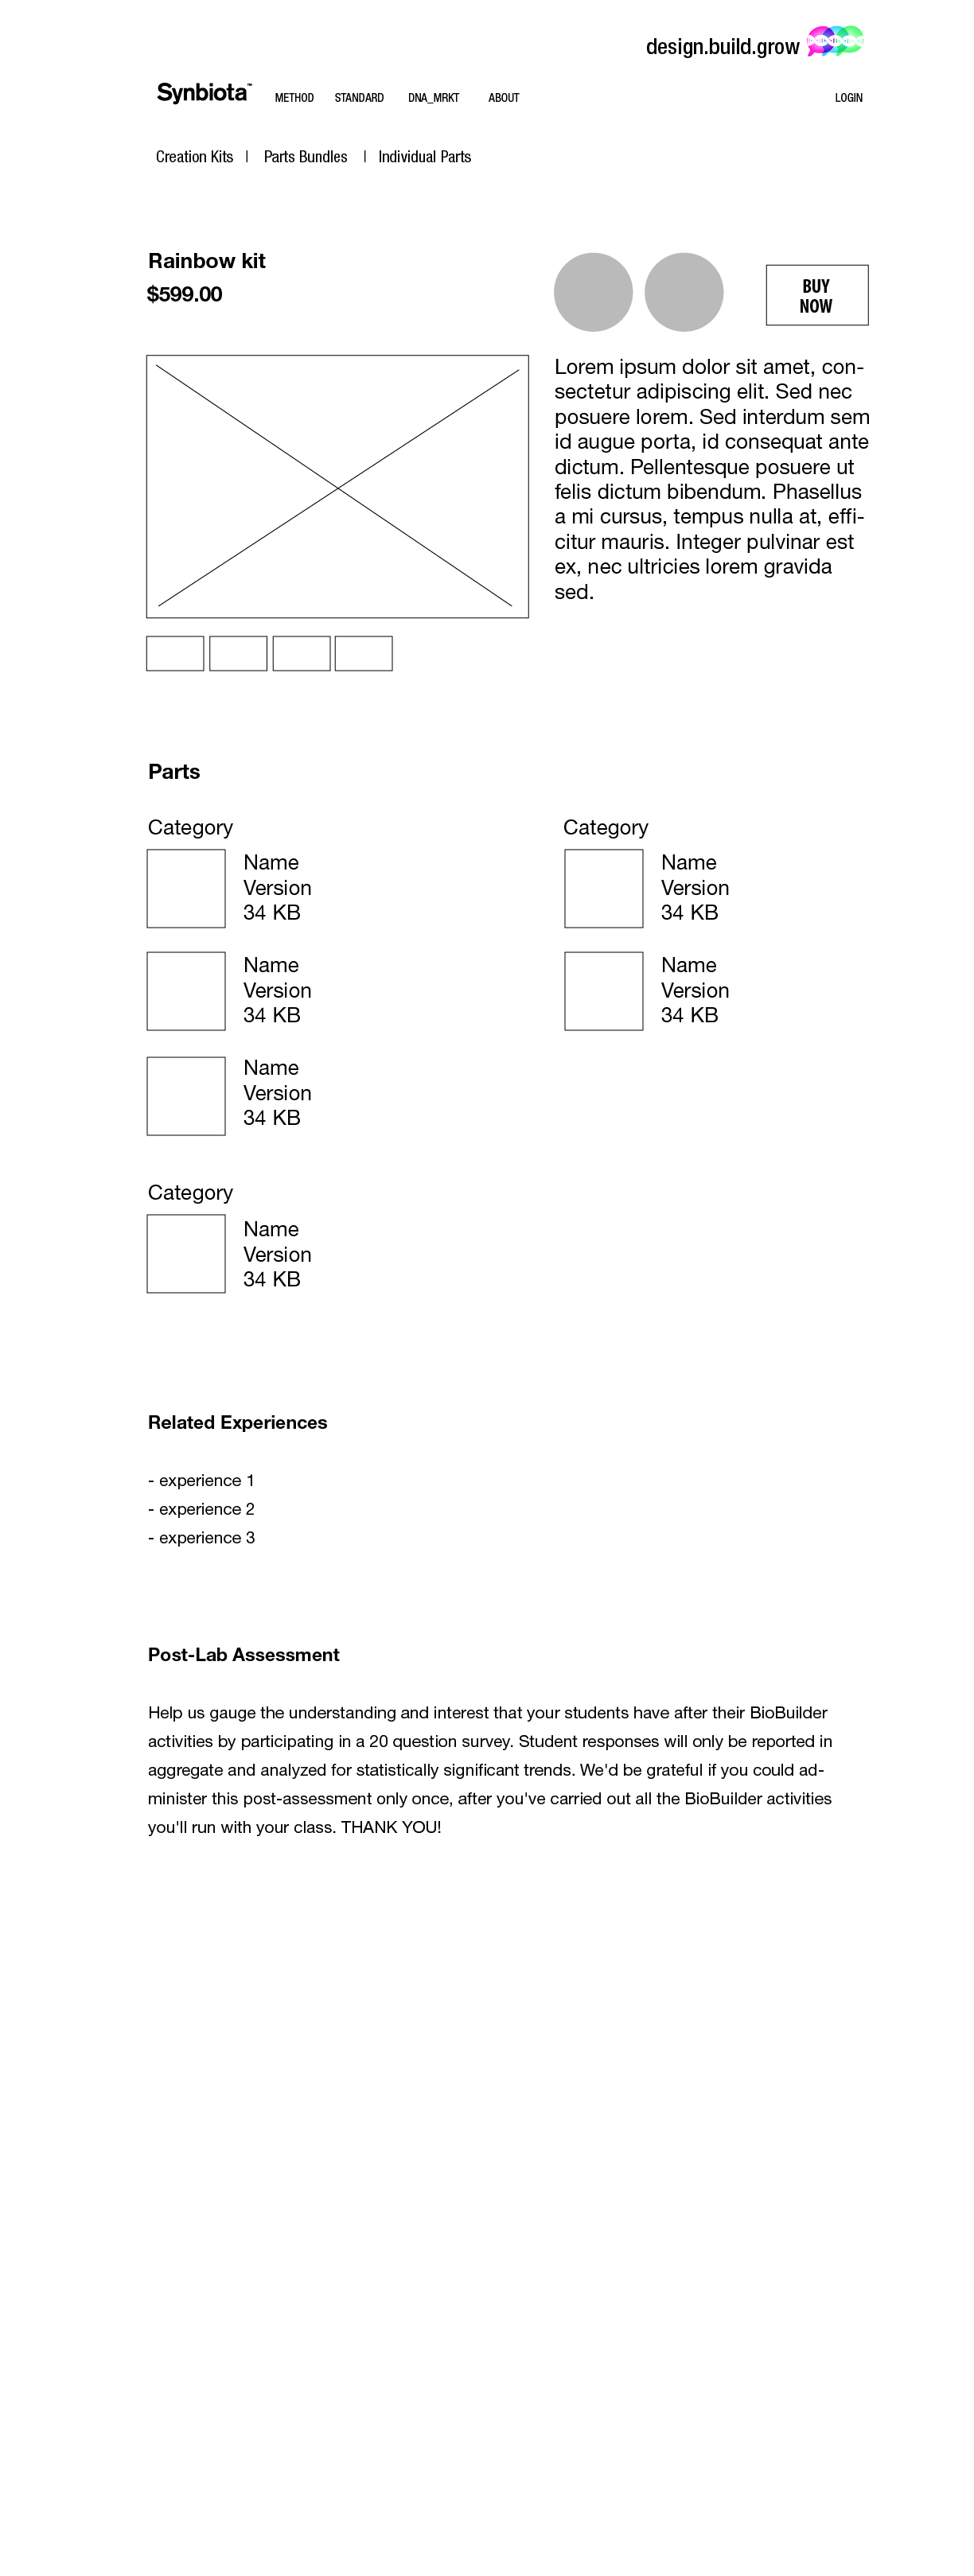 design.build.grow
Synbiota™
METHOD STANDARD DNA_MRKT ABOUT LOGIN
Creation Kits | Parts Bundles | Individual Parts
Rainbow kit
$599.00
BUY
NOW
Lorem ipsum dolor sit amet, con-
sectetur adipiscing elit. Sed nec
posuere lorem. Sed interdum sem
id augue porta, id consequat ante
dictum. Pellentesque posuere ut
felis dictum bibendum. Phasellus
a mi cursus, tempus nulla at, effi-
citur mauris. Integer pulvinar est
ex, nec ultricies lorem gravida
sed.
Parts
Category
Name
Version
34 KB
Name
Version
34 KB
Name
Version
34 KB
Category
Name
Version
34 KB
Category
Name
Version
34 KB
Name
Version
34 KB
Related Experiences
- experience 1
- experience 2
- experience 3
Post-Lab Assessment
Help us gauge the understanding and interest that your students have after their BioBuilder
activities by participating in a 20 question survey. Student responses will only be reported in
aggregate and analyzed for statistically significant trends. We'd be grateful if you could ad-
minister this post-assessment only once, after you've carried out all the BioBuilder activities
you'll run with your class. THANK YOU!